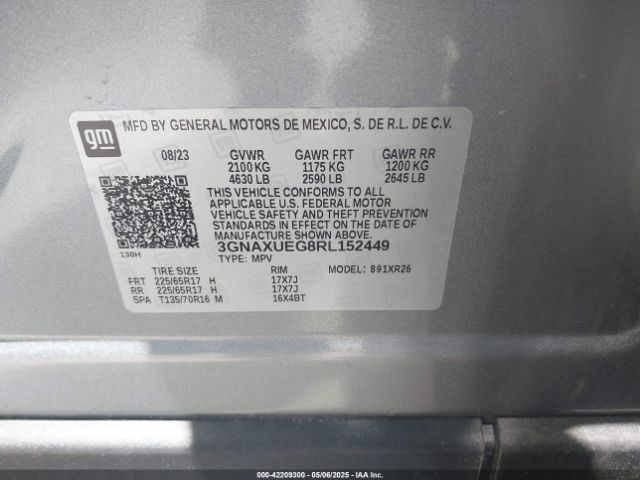 gm
MFD BY GENERAL MOTORS DE MEXICO, S. DE R.L. DE C.V.
08/23 GVWR GAWR FRT GAWR RR
2100 KG 1175 KG 1200 KG
4630 LB 2590 LB 2645 LB
THIS VEHICLE CONFORMS TO ALL
APPLICABLE U.S. FEDERAL MOTOR
VEHICLE SAFETY AND THEFT PREVENTION
STANDARDS IN EFFECT ON THE DATE OF
MANUFACTURE SHOWN ABOVE.
3GNAXUEG8RL152449
130H TYPE: MPV
TIRE SIZE RIM MODEL: 891XR26
FRT 225/65R17 H 17X7J
RR 225/65R17 H 17X7J
SPA T135/70R16 M 16X4BT
000-42209300 - 05/06/2025 - IAA